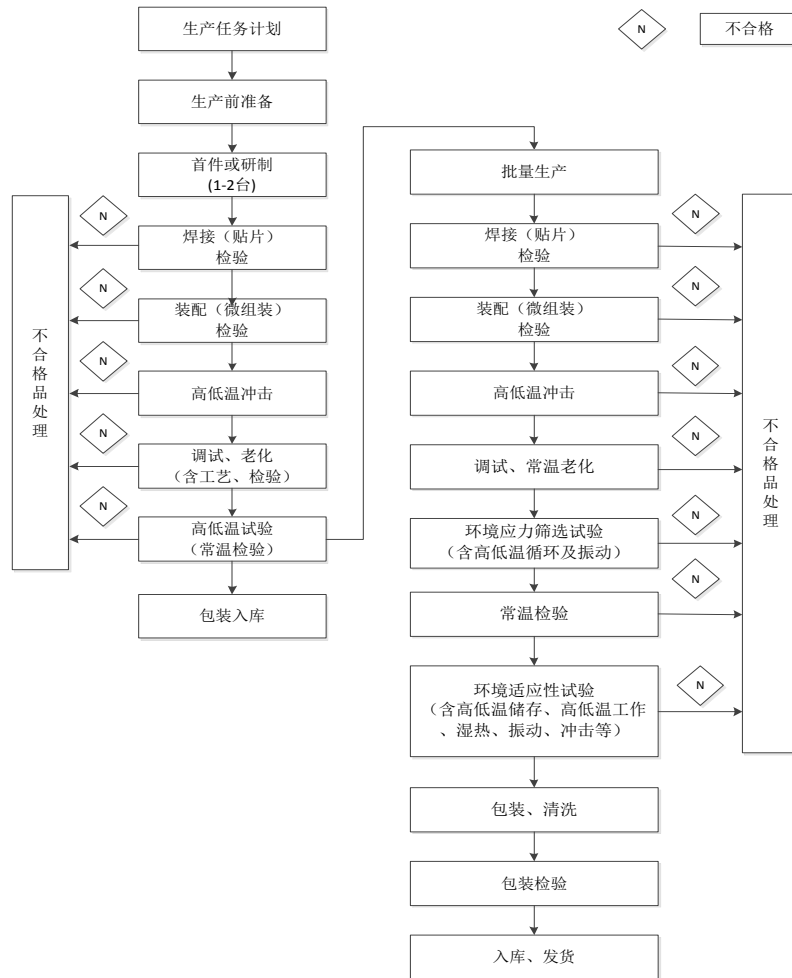 生产任务计划
生产前准备
首件或研制
(1-2台)
焊接（贴片）
检验
装配（微组装）
检验
高低温冲击
调试、老化
（含工艺、检验）
高低温试验
（常温检验）
包装入库
不合格品处理
N
N
N
N
N
N
不合格
批量生产
焊接（贴片）
检验
装配（微组装）
检验
高低温冲击
调试、常温老化
环境应力筛选试验
（含高低温循环及振动）
常温检验
环境适应性试验
（含高低温储存、高低温工作
、湿热、振动、冲击等）
包装、清洗
包装检验
入库、发货
N
N
N
N
N
N
N
不合格品处理